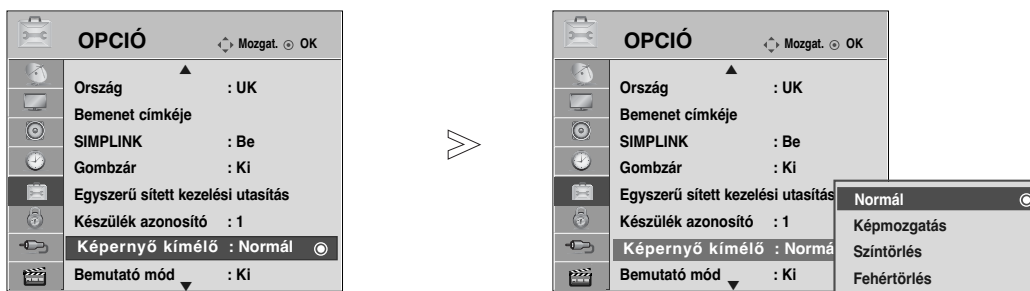 OPCIÓ Mozgat. OK
Ország : UK
Bemenet címkéje
SIMPLINK : Be
Gombzár : Ki
Egyszerű sített kezelési utasítás
Készülék azonosító : 1
Képernyő kímélő : Normál
Bemutató mód : Ki
OPCIÓ Mozgat. OK
Ország : UK
Bemenet címkéje
SIMPLINK : Be
Gombzár : Ki
Egyszerű sített kezelési utasítás
Készülék azonosító : 1
Képernyő kímélő : Normá
Bemutató mód : Ki
Normál
Képmozgatás
Színtörlés
Fehértörlés